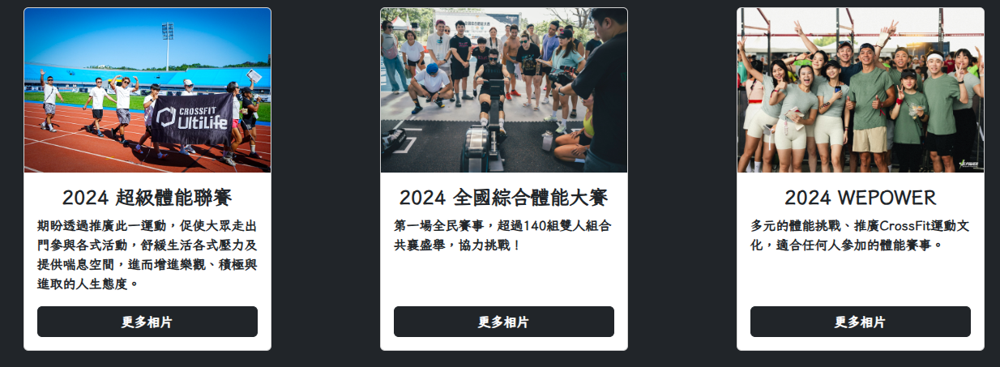 CROSSFIT
UltiLife
2024 超級體能聯賽
期盼透過推廣此一運動，促使大眾走出
門參與各式活動，舒緩生活各式壓力及
提供喘息空間，進而增進樂觀、積極與
進取的人生態度。
更多相片
2024 全國綜合體能大賽
第一場全民賽事，超過140組雙人組合
共襄盛舉，協力挑戰！
更多相片
2024 WEPOWER
多元的體能挑戰、推廣CrossFit運動文
化，適合任何人參加的體能賽事。
更多相片